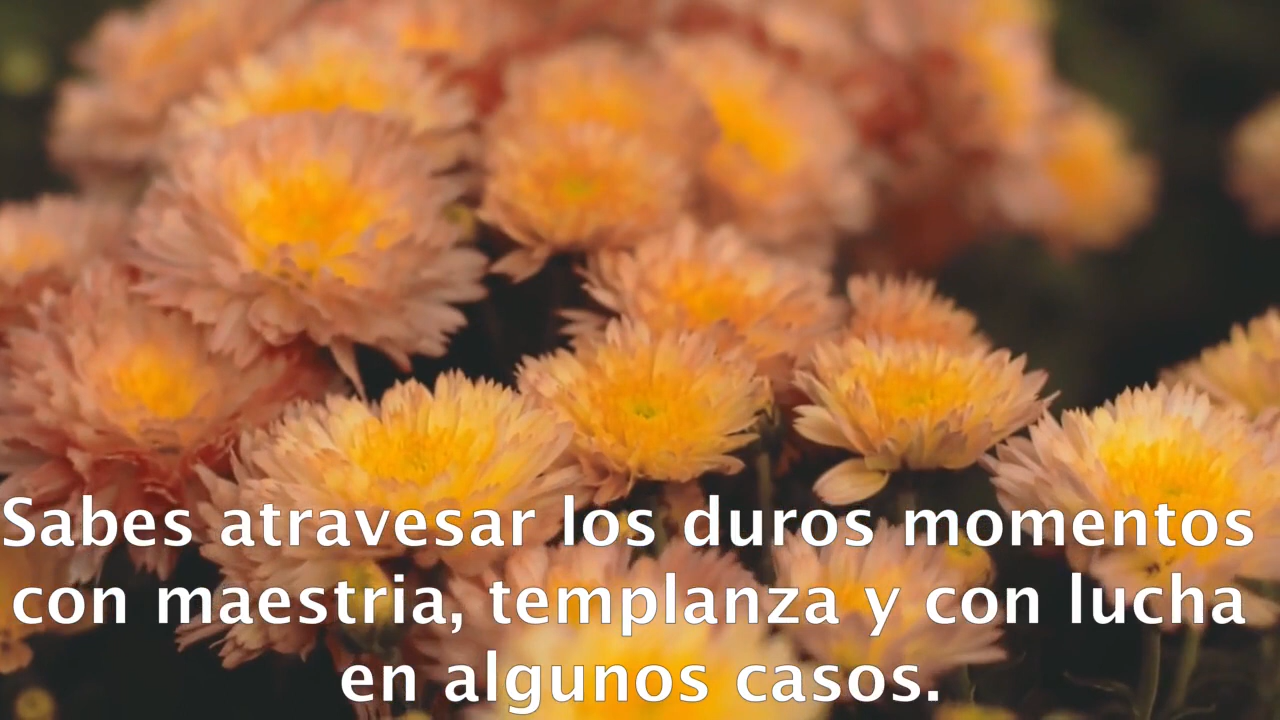 Sabes atravesar los duros momentos
con maestria, templanza y con lucha
en algunos casos.